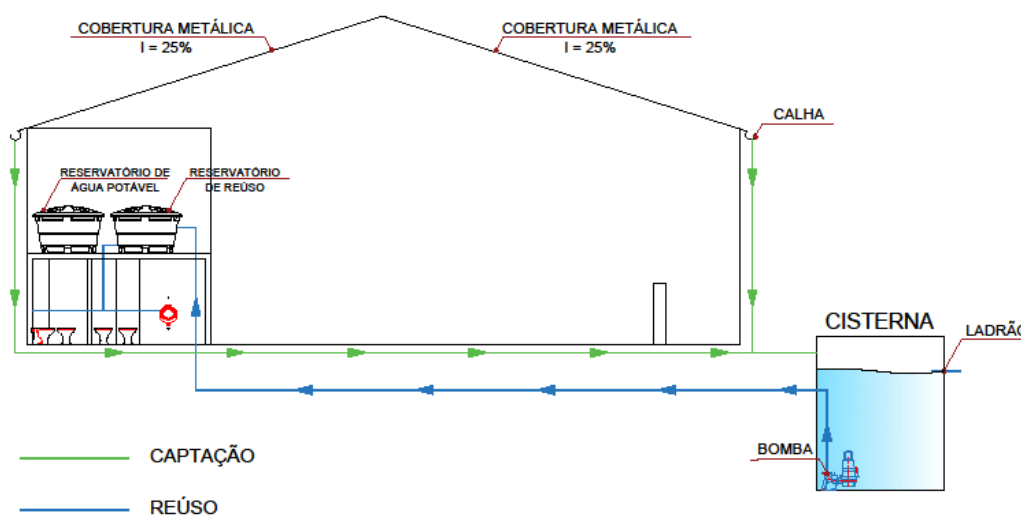 COBERTURA METÁLICA
I = 25%
COBERTURA METÁLICA
I = 25%
CALHA
RESERVATÓRIO DE
ÁGUA POTÁVEL
RESERVATÓRIO
DE REÚSO
CISTERNA
LADRÃO
BOMBA
CAPTAÇÃO
REÚSO